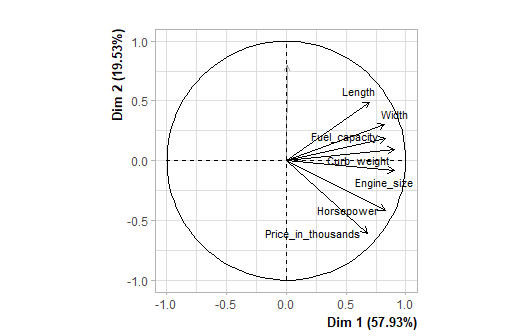 1.0
Length
0.5
Width
Fuel_capacity
0.0
Curb_weight
Engine_size
Horsepower
-0.5
Price_in_thousands
-1.0
-1.0 -0.5 0.0 0.5 1.0
Dim 1 (57.93%)
Dim 2 (19.53%)